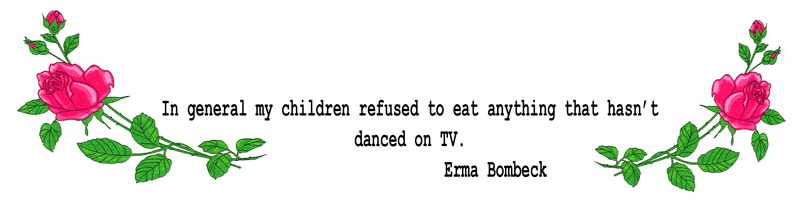 In general my children refused to eat anything that hasn't
danced on TV.
Erma Bombeck